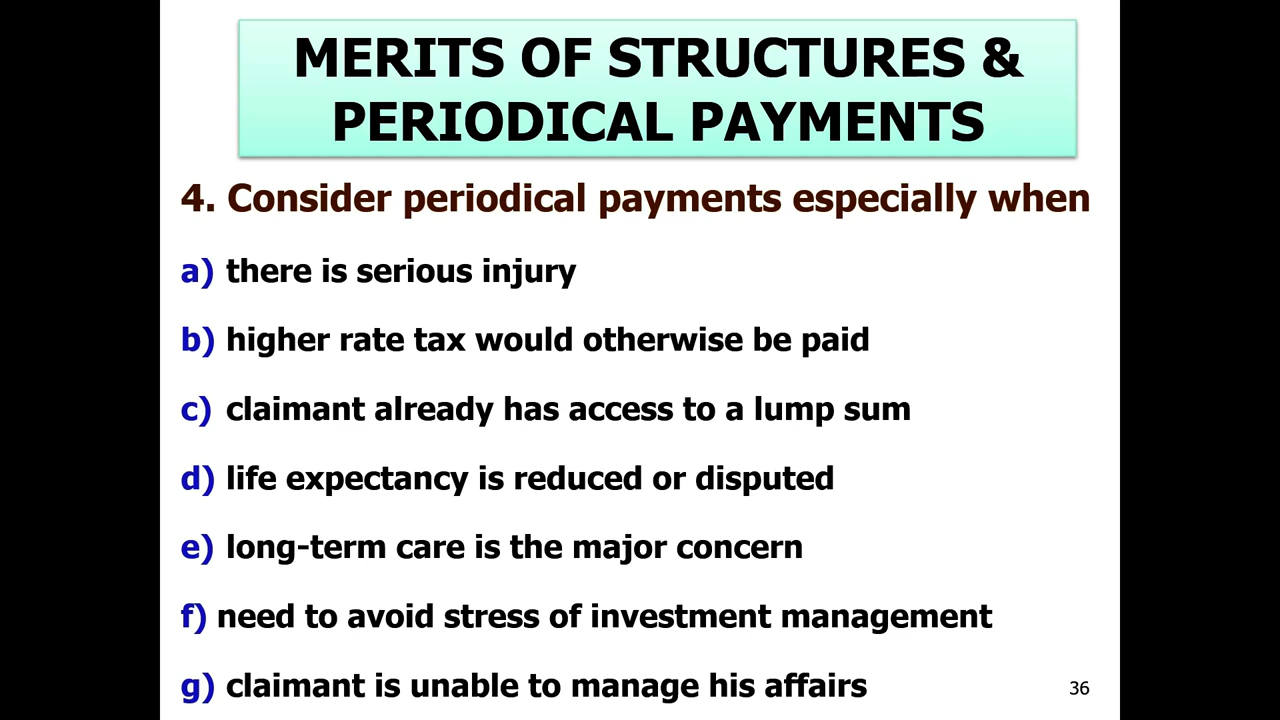 MERITS OF STRUCTURES &
PERIODICAL PAYMENTS
4. Consider periodical payments especially when
a) there is serious injury
b) higher rate tax would otherwise be paid
c) claimant already has access to a lump sum
d) life expectancy is reduced or disputed
e) long-term care is the major concern
f) need to avoid stress of investment management
g) claimant is unable to manage his affairs
36